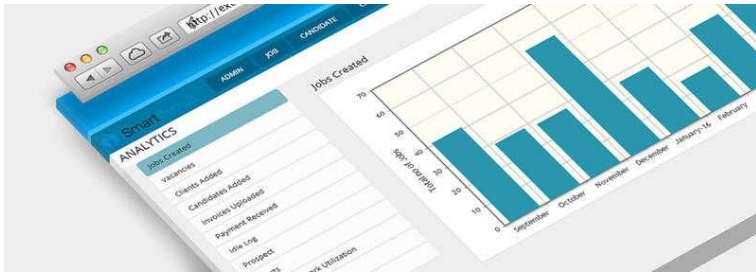 http://exe
ADMIN
JOB
CANDIDATE
Smart
ANALYTICS
Jobs Created
vacancies
Clients Added
Candidates Added
Invoices Uploaded
Payment Received
Idle Log
Prospect
Utilization
Jobs Created
70
60
50
40
30
20
10
0
Total no of Jobs
September
October
November
December
January-16
February